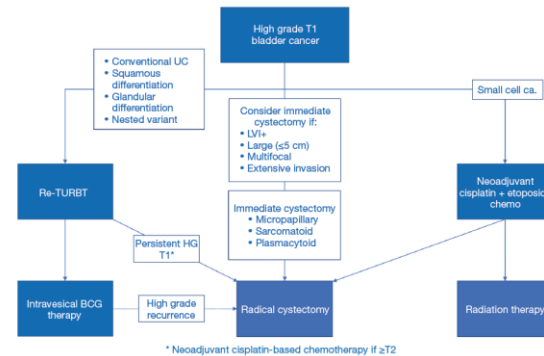 High grade T1
bladder cancer
• Conventional UC
• Squamous
differentiation
• Glandular
differentiation
• Nested variant
Small cell ca.
Consider immediate
cystectomy if:
• LVI+
• Large (≤5 cm)
• Multifocal
• Extensive invasion
Re-TURBT
Neoadjuvant
cisplatin + etoposide
chemo
Immediate cystectomy
• Micropapillary
• Sarcomatoid
• Plasmacytoid
Persistent HG
T1*
Intravesical BCG
therapy
High grade
recurrence
Radical cystectomy
Radiation therapy
* Neoadjuvant cisplatin-based chemotherapy if ≥T2